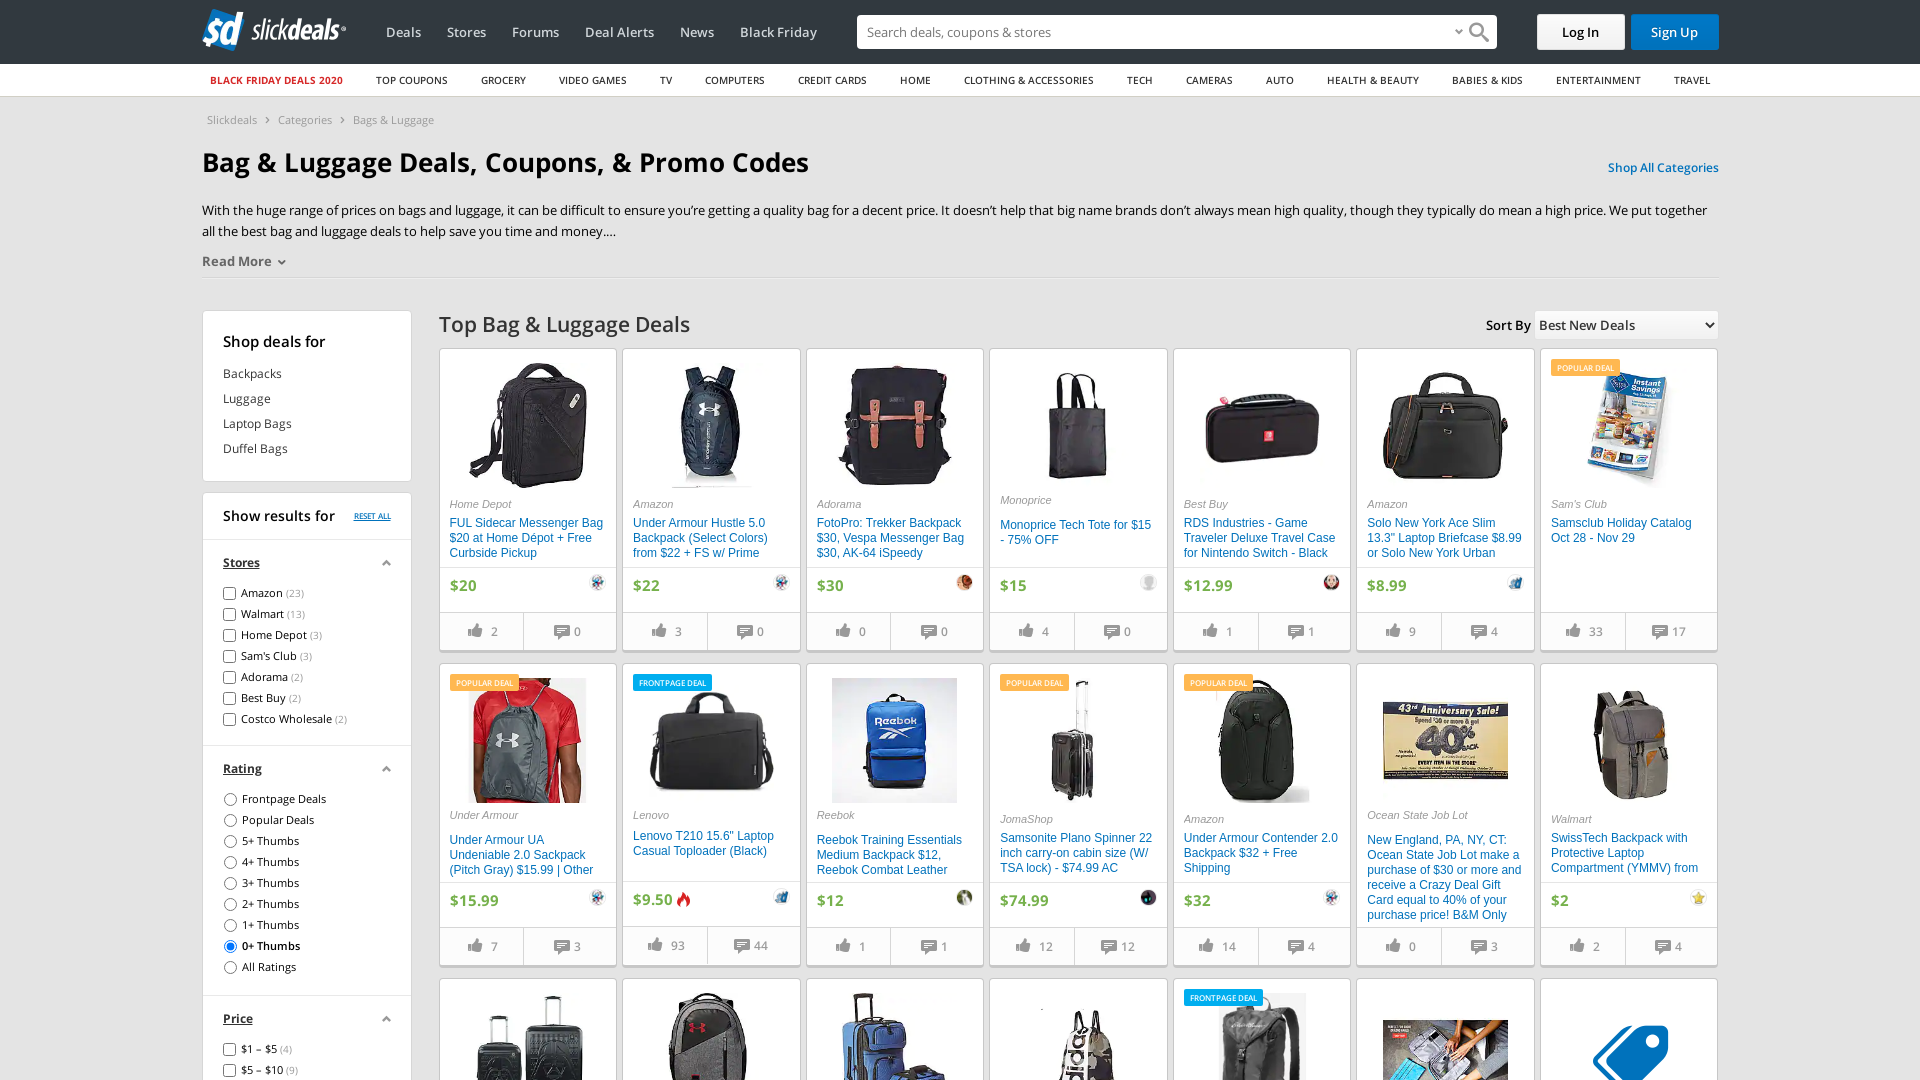 slickdeals
Deals
Stores
Forums
Deal Alerts
News
Black Friday
Search deals, coupons & stores
Log In
Sign Up
BLACK FRIDAY DEALS 2020
TOP COUPONS
GROCERY
VIDEO GAMES
TV
COMPUTERS
CREDIT CARDS
HOME
CLOTHING & ACCESSORIES
TECH
CAMERAS
AUTO
HEALTH & BEAUTY
BABIES & KIDS
ENTERTAINMENT
TRAVEL
Slickdeals > Categories > Bags & Luggage
Bag & Luggage Deals, Coupons, & Promo Codes
Shop All Categories
With the huge range of prices on bags and luggage, it can be difficult to ensure you’re getting a quality bag for a decent price. It doesn’t help that big name brands don’t always mean high quality, though they typically do mean a high price. We put together
all the best bag and luggage deals to help save you time and money....
Read More
Shop deals for
Backpacks
Luggage
Laptop Bags
Duffel Bags
Show results for
RESET ALL
Stores
Amazon (23)
Walmart (13)
Home Depot (3)
Sam's Club (3)
Adorama (2)
Best Buy (2)
Costco Wholesale (2)
Rating
Frontpage Deals
Popular Deals
5+ Thumbs
4+ Thumbs
3+ Thumbs
2+ Thumbs
1+ Thumbs
0+ Thumbs
All Ratings
Price
$1 – $5 (4)
$5 – $10 (9)
Top Bag & Luggage Deals
Sort By
Best New Deals
Home Depot
FUL Sidecar Messenger Bag
$20 at Home Dépot + Free
Curbside Pickup
$20
2
0
Amazon
Under Armour Hustle 5.0
Backpack (Select Colors)
from $22 + FS w/ Prime
$22
3
0
Adorama
FotoPro: Trekker Backpack
$30, Vespa Messenger Bag
$30, AK-64 iSpeedy
$30
0
0
Monoprice
Monoprice Tech Tote for $15
- 75% OFF
$15
4
0
Best Buy
RDS Industries - Game
Traveler Deluxe Travel Case
for Nintendo Switch - Black
$12.99
1
1
Amazon
Solo New York Ace Slim
13.3" Laptop Briefcase $8.99
or Solo New York Urban
$8.99
9
4
POPULAR DEAL
Instant
Savings
Sam's Club
Samsclub Holiday Catalog
Oct 28 - Nov 29
33
17
POPULAR DEAL
Under Armour
Under Armour UA
Undeniable 2.0 Sackpack
(Pitch Gray) $15.99 | Other
$15.99
7
3
FRONTPAGE DEAL
Lenovo
Lenovo T210 15.6" Laptop
Casual Toploader (Black)
$9.50
93
44
Reebok
Reebok
Reebok Training Essentials
Medium Backpack $12,
Reebok Combat Leather
$12
1
1
POPULAR DEAL
JomaShop
Samsonite Plano Spinner 22
inch carry-on cabin size (W/
TSA lock) - $74.99 AC
$74.99
12
12
POPULAR DEAL
Amazon
Under Armour Contender 2.0
Backpack $32 + Free
Shipping
$32
14
4
43rd Anniversary Sale!
Spend $30 or more & get
40%
BACK
EVERY ITEM IN THE STORE
Ocean State Job Lot
New England, PA, NY, CT:
Ocean State Job Lot make a
purchase of $30 or more and
receive a Crazy Deal Gift
Card equal to 40% of your
purchase price! B&M Only
0
3
Walmart
SwissTech Backpack with
Protective Laptop
Compartment (YMMV) from
$2
2
4
adidas
FRONTPAGE DEAL